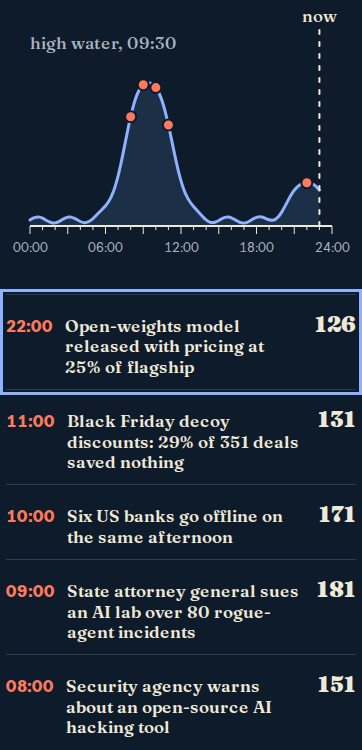 now
high water, 09:30
00:00 06:00 12:00 18:00 24:00
22:00 Open-weights model 126
released with pricing at
25% of flagship
11:00 Black Friday decoy 131
discounts: 29% of 351 deals
saved nothing
10:00 Six US banks go offline on 171
the same afternoon
09:00 State attorney general sues 181
an AI lab over 80 rogue-
agent incidents
08:00 Security agency warns 151
about an open-source AI
hacking tool